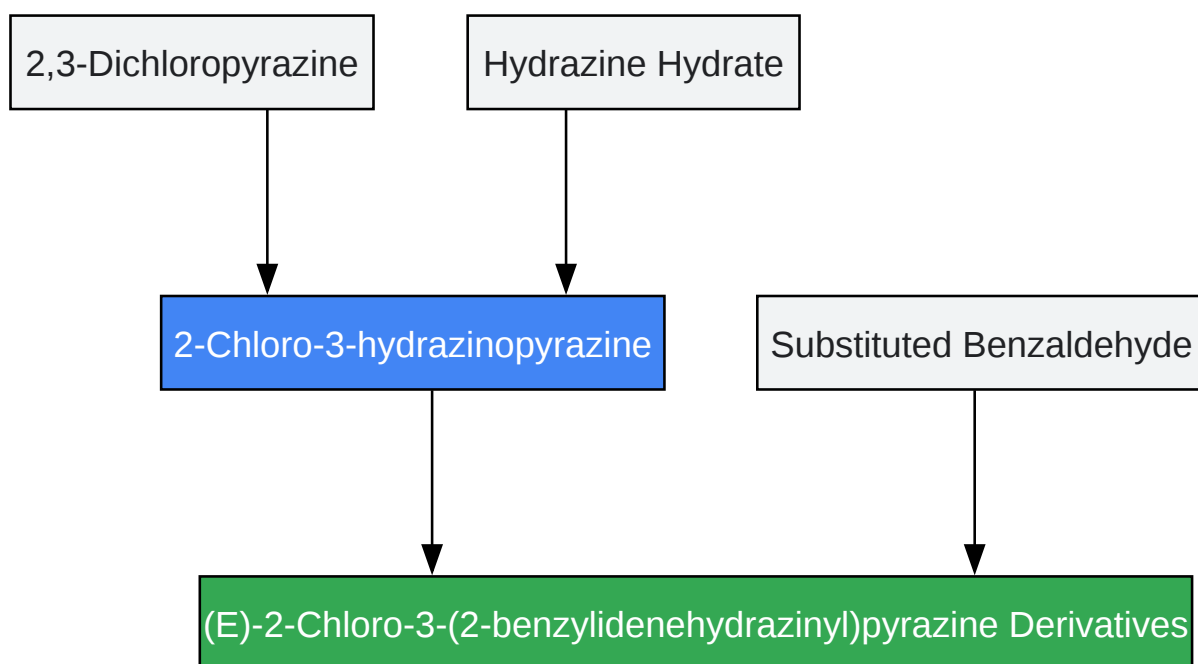 2,3-Dichloropyrazine
Hydrazine Hydrate
2-Chloro-3-hydrazinopyrazine
Substituted Benzaldehyde
(E)-2-Chloro-3-(2-benzylidenehydrazinyl)pyrazine Derivatives